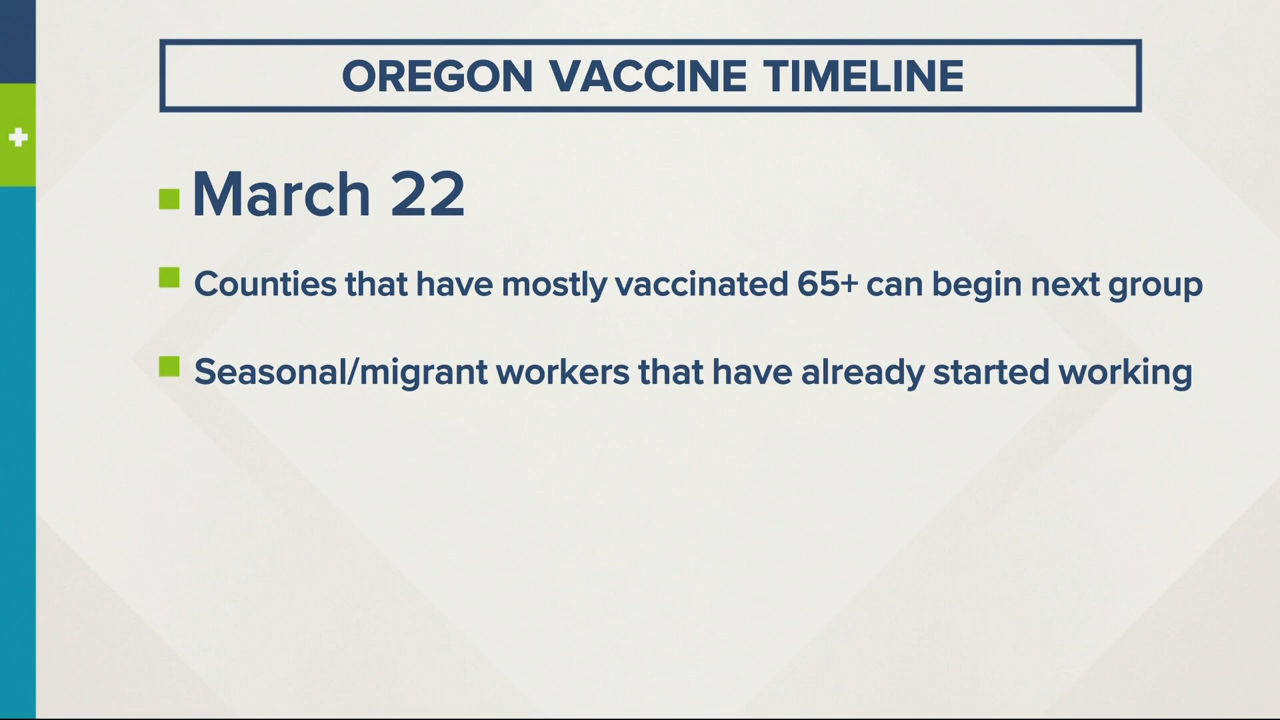 OREGON VACCINE TIMELINE
March 22
Counties that have mostly vaccinated 65+ can begin next group
Seasonal/migrant workers that have already started working